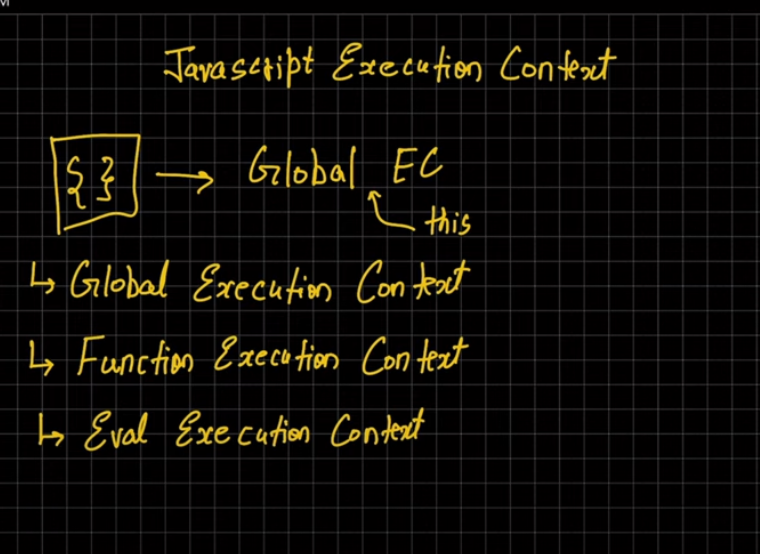 Javascript Execution Context
{ } → Global EC
this
↳ Global Execution Context
↳ Function Execution Context
↳ Eval Execution Context